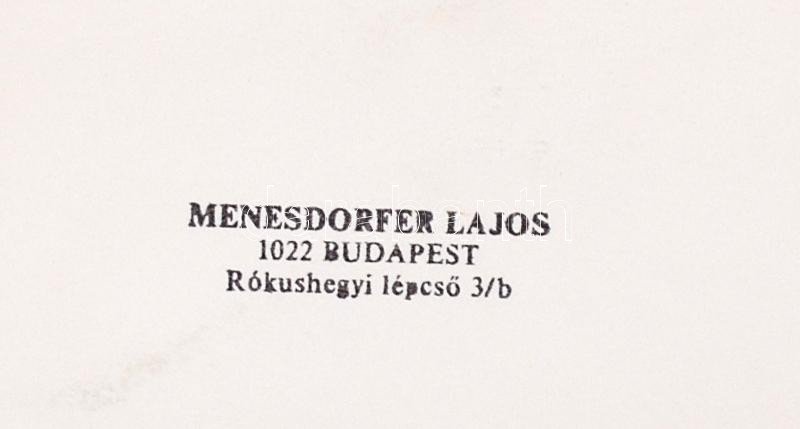 MENESDORFER LAJOS
1022 BUDAPEST
Rókushegyi lépcső 3/b